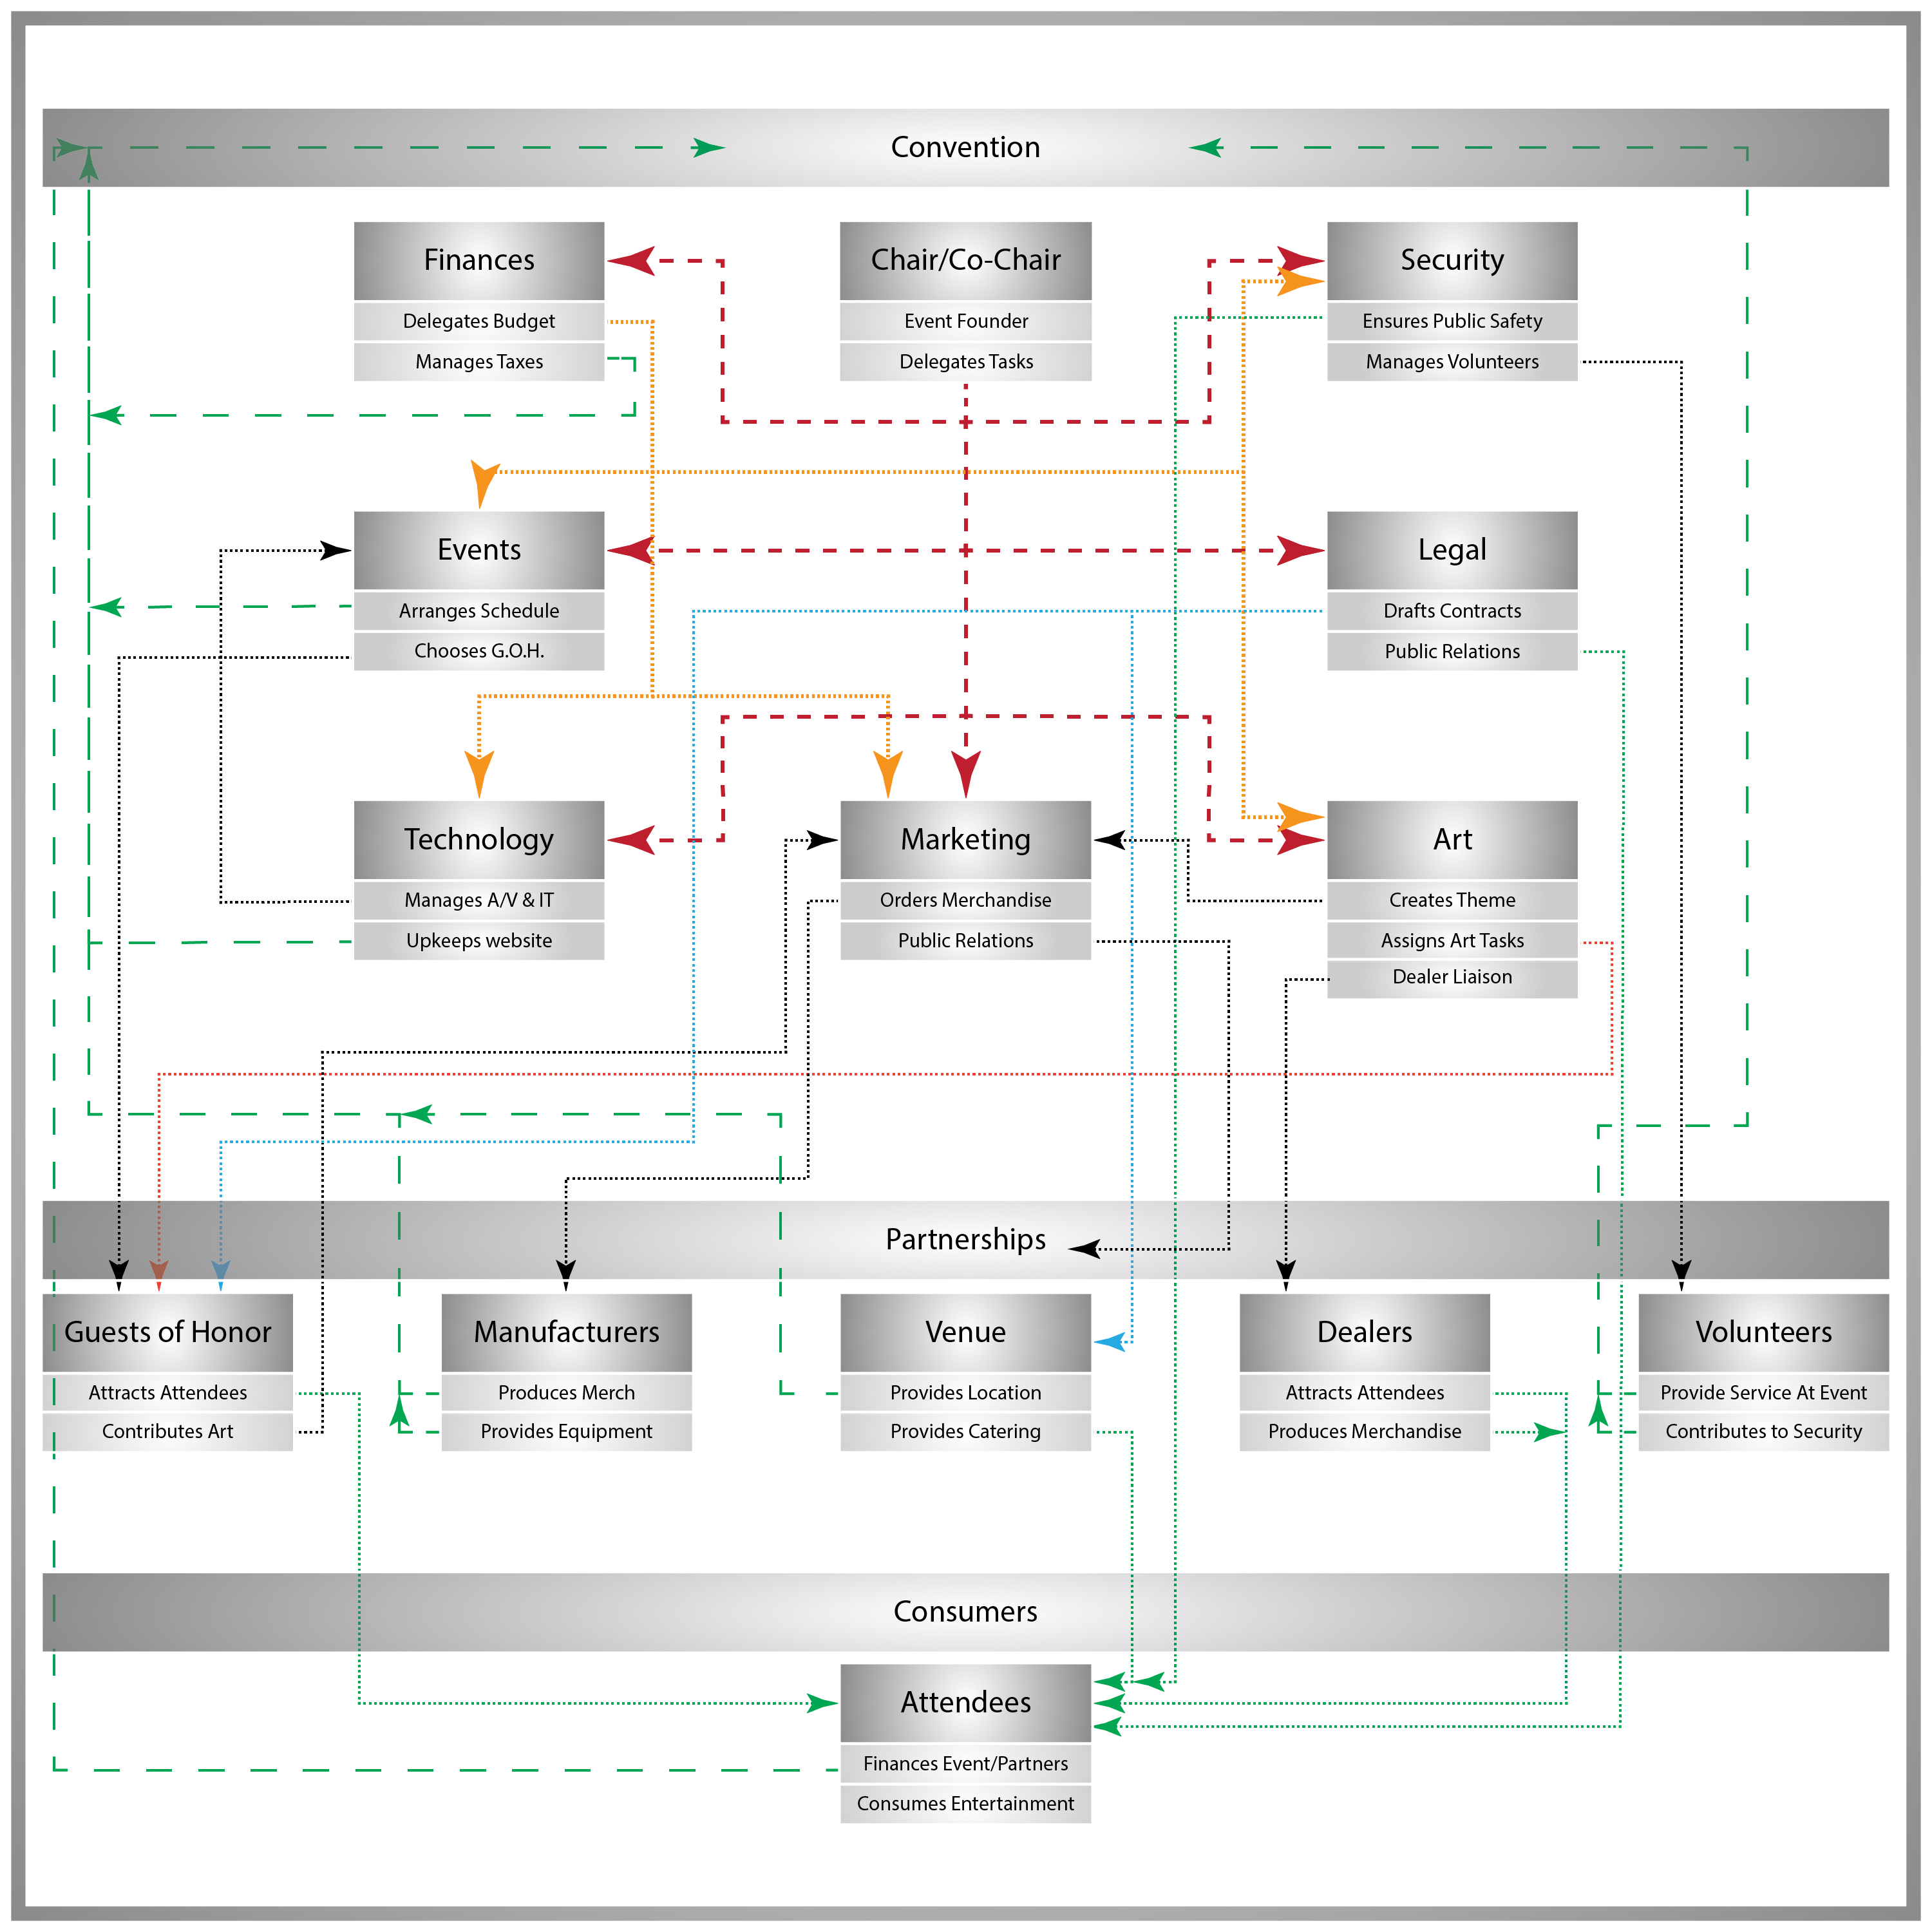 Convention
Finances
Delegates Budget
Manages Taxes
Chair/Co-Chair
Event Founder
Delegates Tasks
Security
Ensures Public Safety
Manages Volunteers
Events
Arranges Schedule
Chooses G.O.H.
Legal
Drafts Contracts
Public Relations
Technology
Manages A/V & IT
Upkeeps website
Marketing
Orders Merchandise
Public Relations
Art
Creates Theme
Assigns Art Tasks
Dealer Liaison
Partnerships
Guests of Honor
Attracts Attendees
Contributes Art
Manufacturers
Produces Merch
Provides Equipment
Venue
Provides Location
Provides Catering
Dealers
Attracts Attendees
Produces Merchandise
Volunteers
Provide Service At Event
Contributes to Security
Consumers
Attendees
Finances Event/Partners
Consumes Entertainment